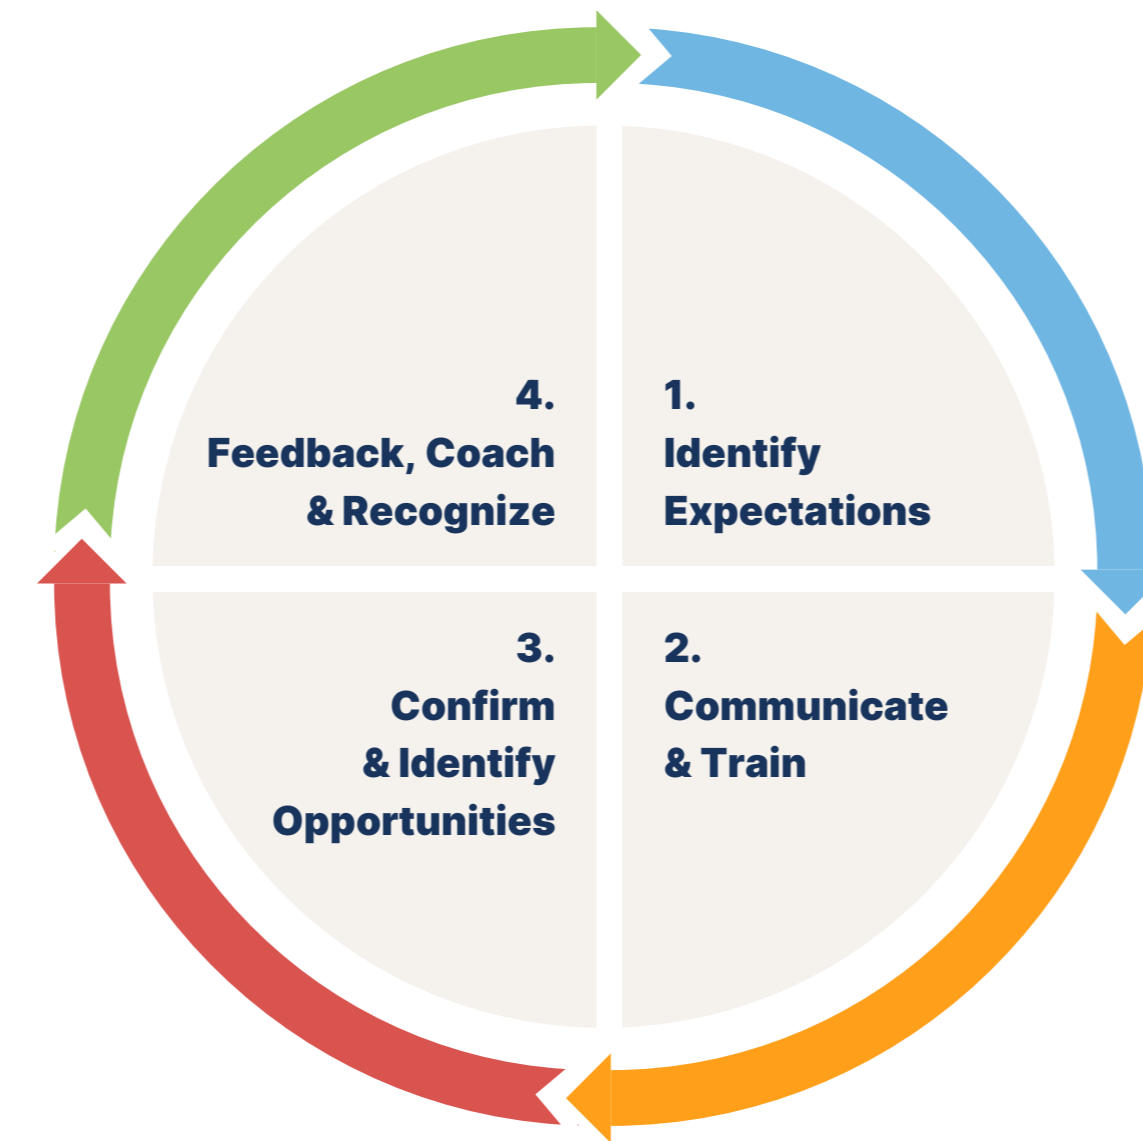 4.
Feedback, Coach
& Recognize
1.
Identify
Expectations
3.
Confirm
& Identify
Opportunities
2.
Communicate
& Train